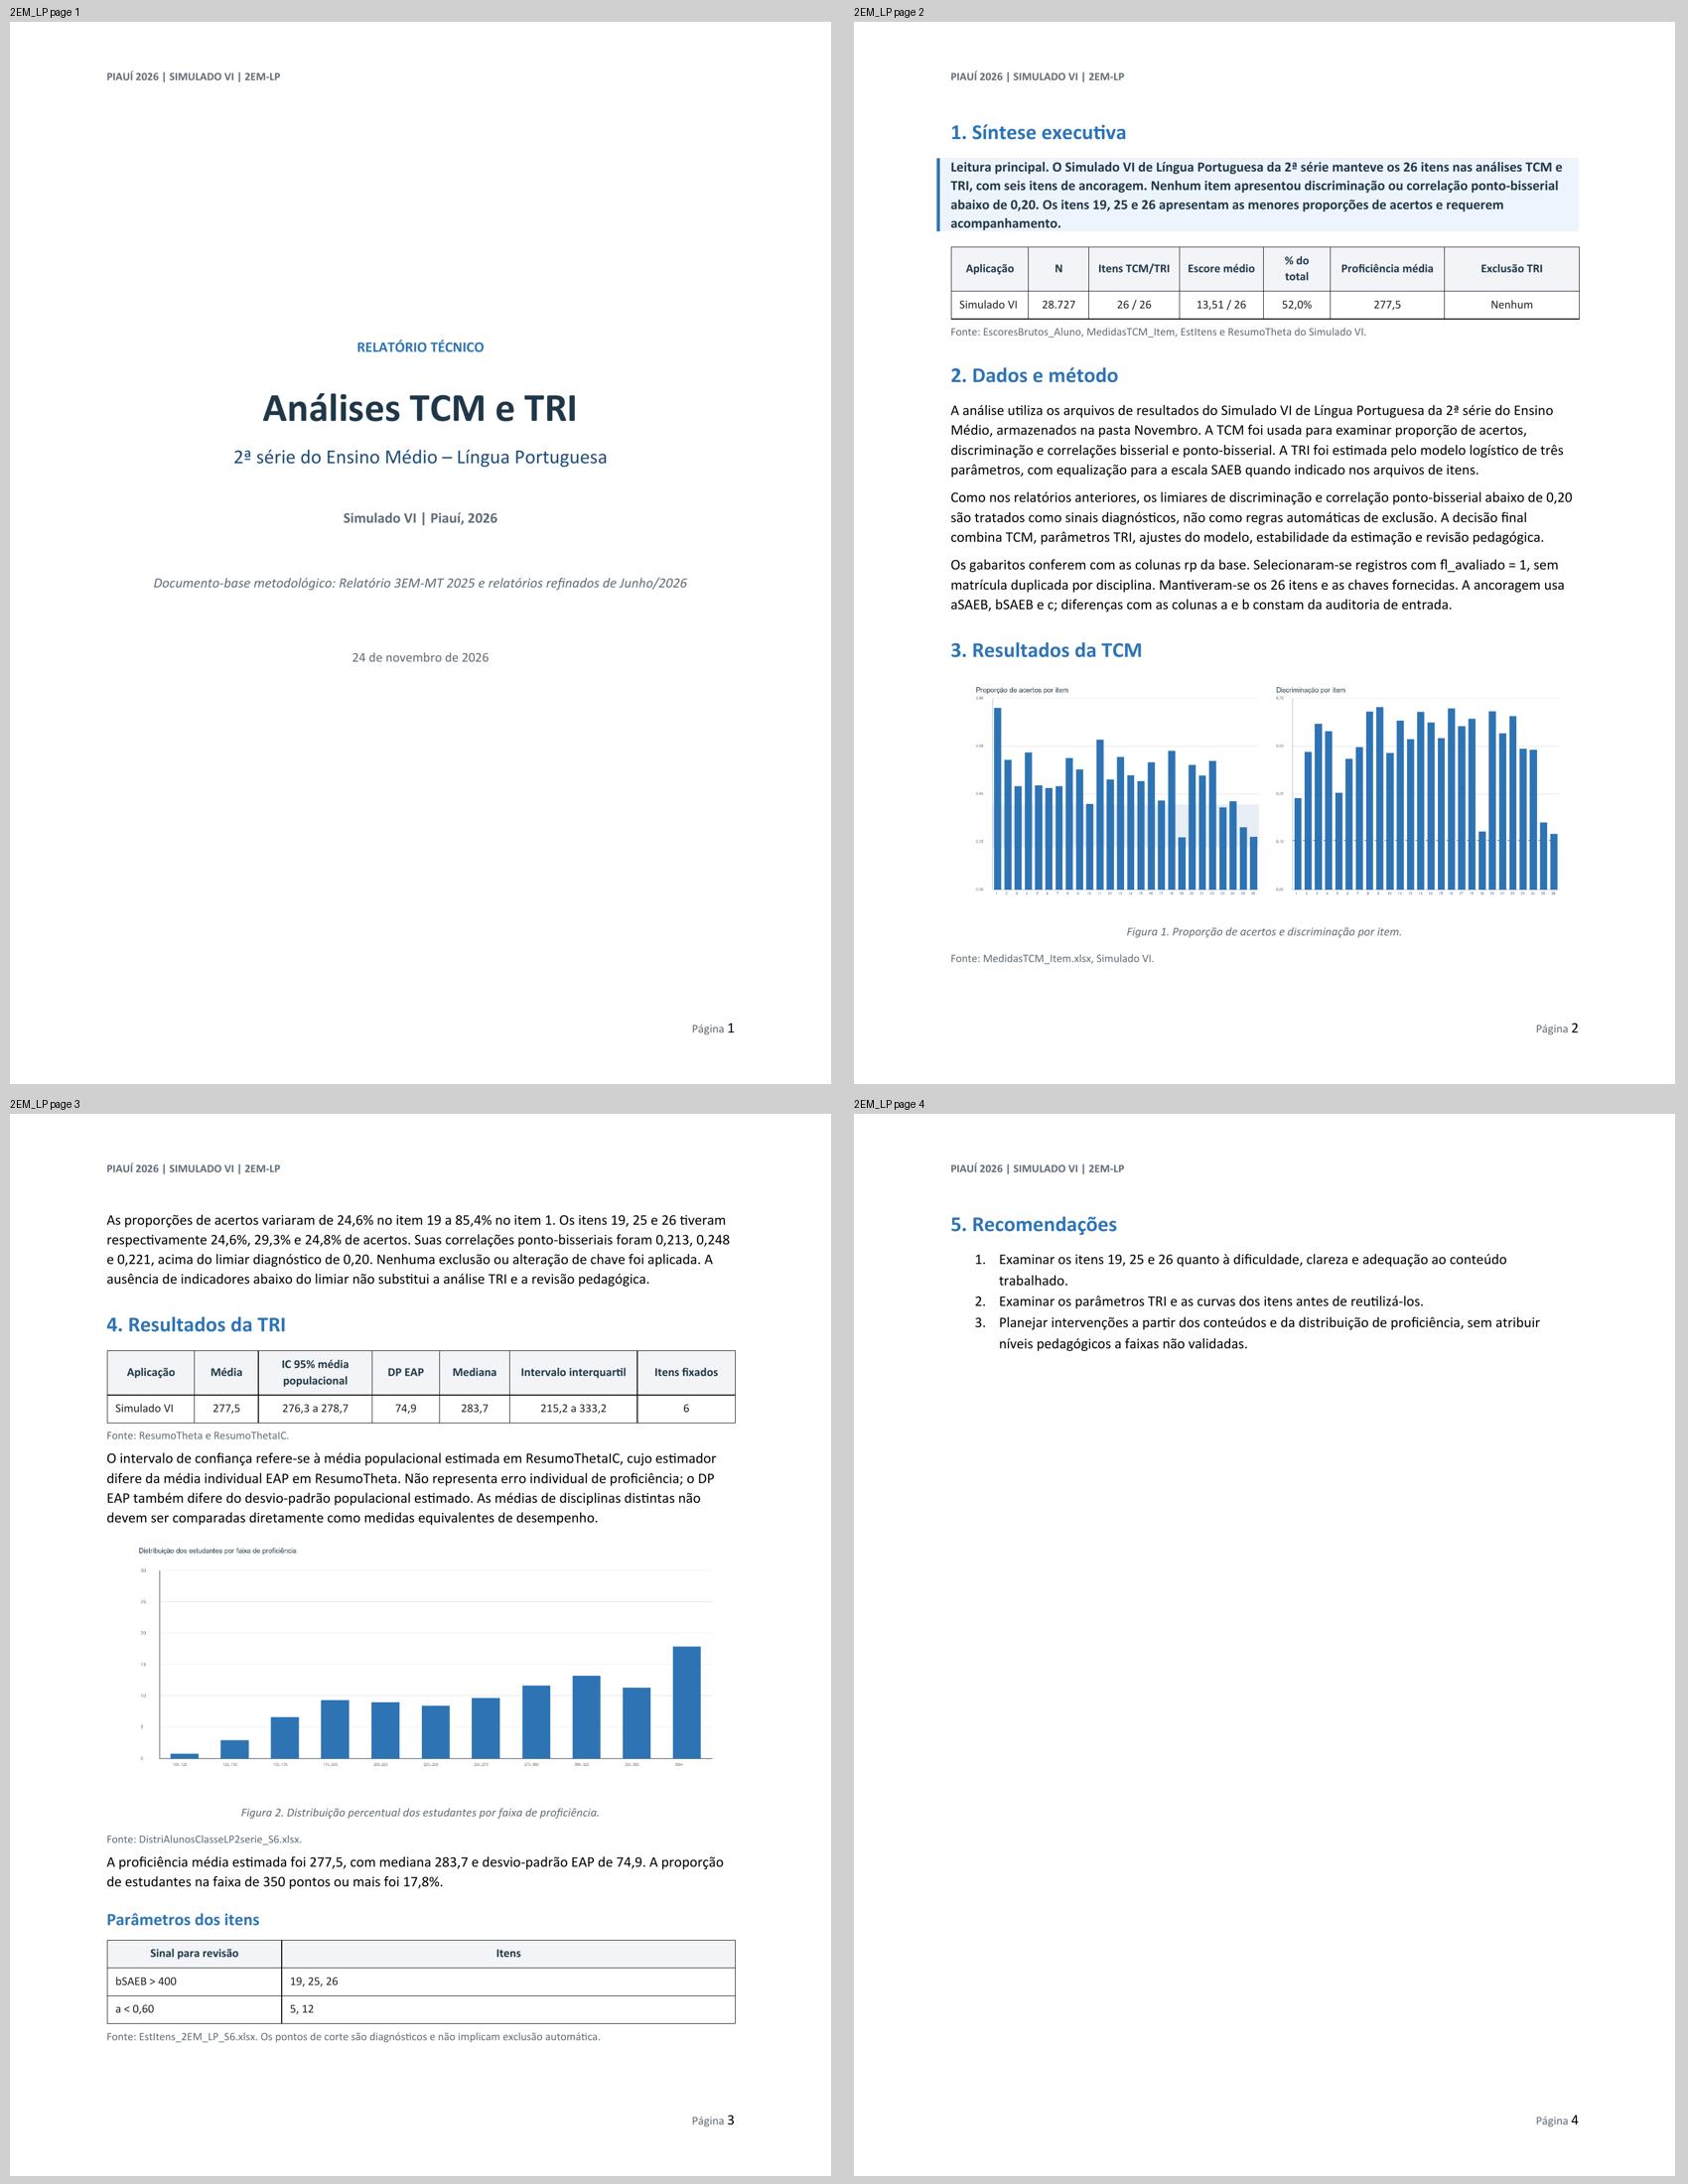 2EM_LP page 1
PIAUÍ 2026 | SIMULADO VI | 2EM-LP
RELATÓRIO TÉCNICO
Análises TCM e TRI
2ª série do Ensino Médio – Língua Portuguesa
Simulado VI | Piauí, 2026
Documento-base metodológico: Relatório 3EM-MT 2025 e relatórios refinados de Junho/2026
24 de novembro de 2026
Página 1
2EM_LP page 2
PIAUÍ 2026 | SIMULADO VI | 2EM-LP
1. Síntese executiva
Leitura principal. O Simulado VI de Língua Portuguesa da 2ª série manteve os 26 itens nas análises TCM e
TRI, com seis itens de ancoragem. Nenhum item apresentou discriminação ou correlação ponto-bisserial
abaixo de 0,20. Os itens 19, 25 e 26 apresentam as menores proporções de acertos e requerem
acompanhamento.
Aplicação N Itens TCM/TRI Escore médio % do total Proficiência média Exclusão TRI
Simulado VI 28.727 26 / 26 13,51 / 26 52,0% 277,5 Nenhum
Fonte: EscoresBrutos_Aluno, MedidasTCM_Item, EstItens e ResumoTheta do Simulado VI.
2. Dados e método
A análise utiliza os arquivos de resultados do Simulado VI de Língua Portuguesa da 2ª série do Ensino
Médio, armazenados na pasta Novembro. A TCM foi usada para examinar proporção de acertos,
discriminação e correlações bisserial e ponto-bisserial. A TRI foi estimada pelo modelo logístico de três
parâmetros, com equalização para a escala SAEB quando indicado nos arquivos de itens.
Como nos relatórios anteriores, os limiares de discriminação e correlação ponto-bisserial abaixo de 0,20
são tratados como sinais diagnósticos, não como regras automáticas de exclusão. A decisão final
combina TCM, parâmetros TRI, ajustes do modelo, estabilidade da estimação e revisão pedagógica.
Os gabaritos conferem com as colunas rp da base. Selecionaram-se registros com fl_avaliado = 1, sem
matrícula duplicada por disciplina. Mantiveram-se os 26 itens e as chaves fornecidas. A ancoragem usa
aSAEB, bSAEB e c; diferenças com as colunas a e b constam da auditoria de entrada.
3. Resultados da TCM
Proporção de acertos por item
Discriminação por item
Figura 1. Proporção de acertos e discriminação por item.
Fonte: MedidasTCM_Item.xlsx, Simulado VI.
Página 2
2EM_LP page 3
PIAUÍ 2026 | SIMULADO VI | 2EM-LP
As proporções de acertos variaram de 24,6% no item 19 a 85,4% no item 1. Os itens 19, 25 e 26 tiveram
respectivamente 24,6%, 29,3% e 24,8% de acertos. Suas correlações ponto-bisseriais foram 0,213, 0,248
e 0,221, acima do limiar diagnóstico de 0,20. Nenhuma exclusão ou alteração de chave foi aplicada. A
ausência de indicadores abaixo do limiar não substitui a análise TRI e a revisão pedagógica.
4. Resultados da TRI
Aplicação Média IC 95% média populacional DP EAP Mediana Intervalo interquartil Itens fixados
Simulado VI 277,5 276,3 a 278,7 74,9 283,7 215,2 a 333,2 6
Fonte: ResumoTheta e ResumoThetaIC.
O intervalo de confiança refere-se à média populacional estimada em ResumoThetaIC, cujo estimador
difere da média individual EAP em ResumoTheta. Não representa erro individual de proficiência; o DP
EAP também difere do desvio-padrão populacional estimado. As médias de disciplinas distintas não
devem ser comparadas diretamente como medidas equivalentes de desempenho.
Distribuição dos estudantes por faixa de proficiência
Figura 2. Distribuição percentual dos estudantes por faixa de proficiência.
Fonte: DistriAlunosClasseLP2serie_S6.xlsx.
A proficiência média estimada foi 277,5, com mediana 283,7 e desvio-padrão EAP de 74,9. A proporção
de estudantes na faixa de 350 pontos ou mais foi 17,8%.
Parâmetros dos itens
Sinal para revisão Itens
bSAEB > 400 19, 25, 26
a < 0,60 5, 12
Fonte: EstItens_2EM_LP_S6.xlsx. Os pontos de corte são diagnósticos e não implicam exclusão automática.
Página 3
2EM_LP page 4
PIAUÍ 2026 | SIMULADO VI | 2EM-LP
5. Recomendações
1. Examinar os itens 19, 25 e 26 quanto à dificuldade, clareza e adequação ao conteúdo
trabalhado.
2. Examinar os parâmetros TRI e as curvas dos itens antes de reutilizá-los.
3. Planejar intervenções a partir dos conteúdos e da distribuição de proficiência, sem atribuir
níveis pedagógicos a faixas não validadas.
Página 4